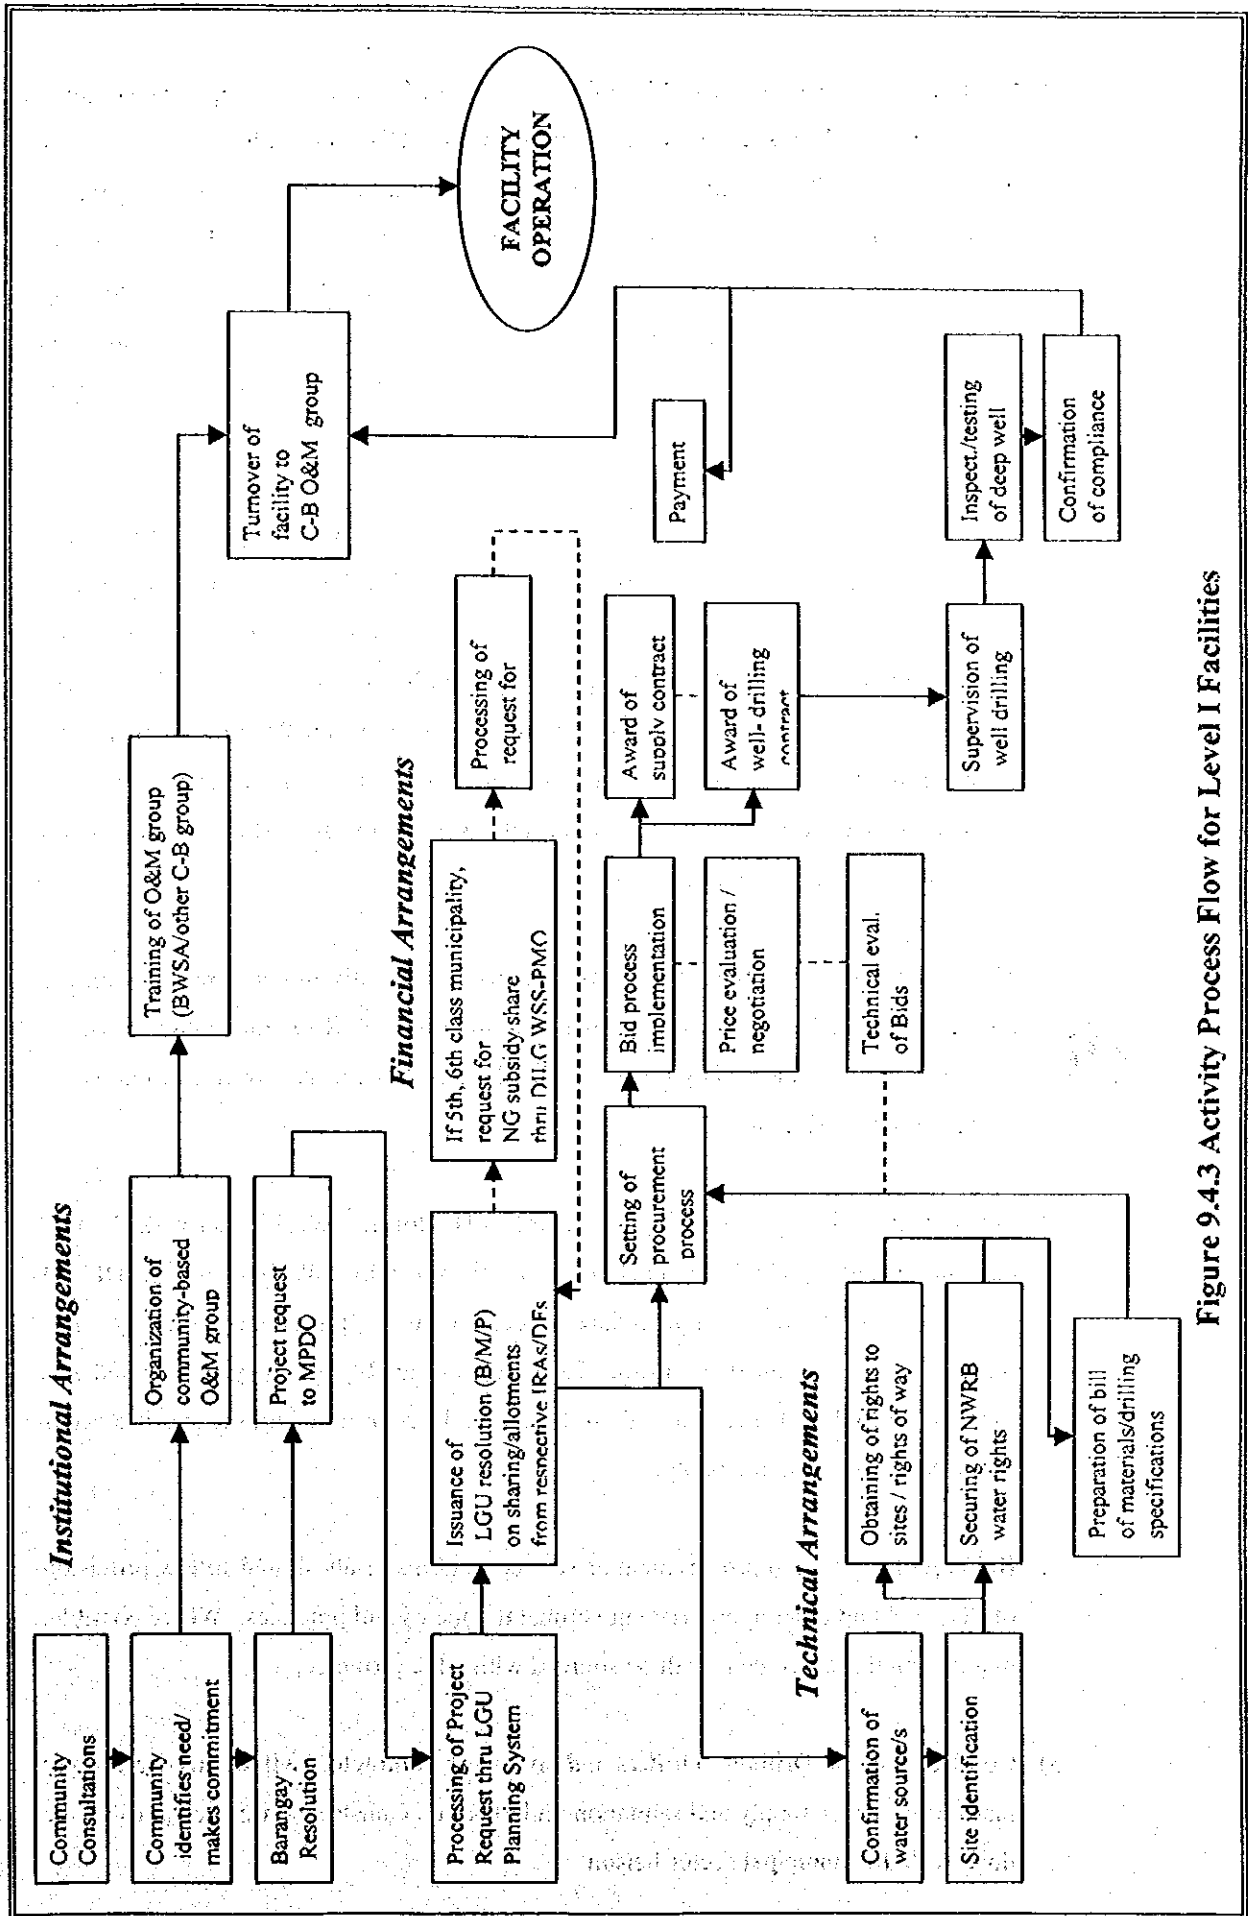 Institutional Arrangements
Community
Consultations
Community
identifies need/
makes commitment
Barangay
Resolution
Organization of
community-based
O&M group
Project request
to MPDO
Training of O&M group
(BWSA/other C-B group)
Turnover of
facility to
C-B O&M group
FACILITY
OPERATION
Financial Arrangements
Processing of Project
Request thru LGU
Planning System
Issuance of
LGU resolution (B/M/P)
on sharing/allotments
from respective IRAs/DFs
If 5th, 6th class municipality,
request for
NG subsidy share
thru DILG WSS-PMO
Processing of
request for
Setting of
procurement
process
Bid process
implementation
Price evaluation /
negotiation
Technical eval.
of Bids
Award of
supply contract
Award of
well- drilling
contract
Payment
Technical Arrangements
Confirmation of
water source/s
Site identification
Obtaining of rights to
sites / rights of way
Securing of NWRB
water rights
Preparation of bill
of materials/drilling
specifications
Supervision of
well drilling
Inspect./testing
of deep well
Confirmation
of compliance
Figure 9.4.3 Activity Process Flow for Level I Facilities